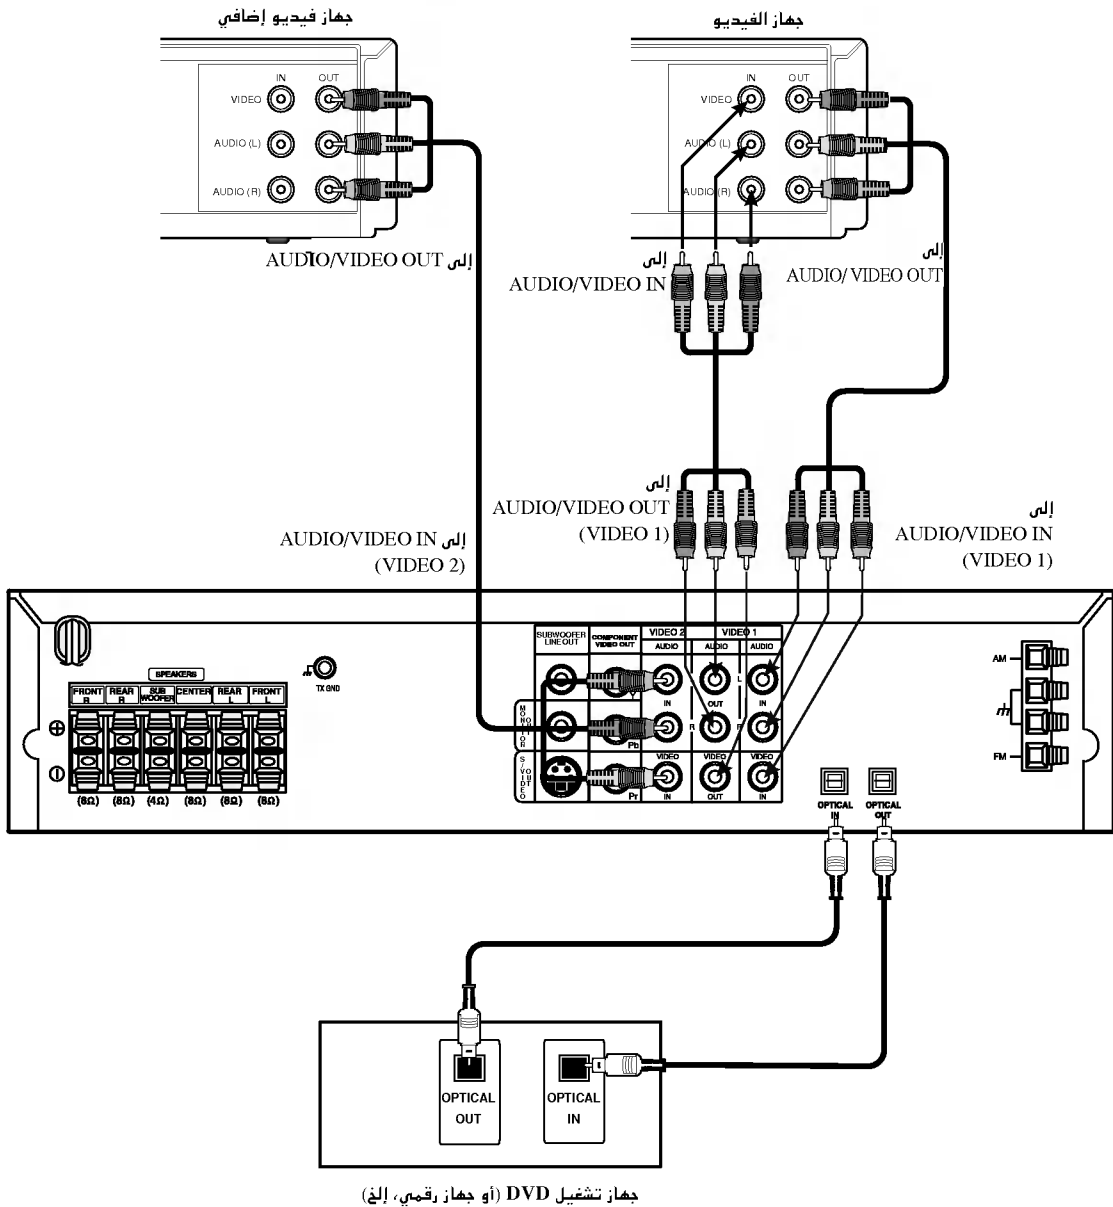 جهاز فيديو إضافي
جهاز الفيديو
IN OUT
VIDEO
AUDIO (L)
AUDIO (R)
IN OUT
VIDEO
AUDIO (L)
AUDIO (R)
إلى AUDIO/VIDEO OUT
إلى
AUDIO/VIDEO IN
إلى
AUDIO/ VIDEO OUT
إلى
AUDIO/VIDEO OUT
(VIDEO 1)
إلى
AUDIO/VIDEO IN
(VIDEO 1)
إلى AUDIO/VIDEO IN
(VIDEO 2)
SPEAKERS
FRONT R
REAR R
SUB WOOFER
CENTER
REAR L
FRONT L
(8Ω) (8Ω) (4Ω) (8Ω) (8Ω) (8Ω)
TX GND
SUBWOOFER
LINE OUT
COMPONENT
VIDEO OUT
VIDEO 2
VIDEO 1
AUDIO
AUDIO
AUDIO
MONITOR OUT
S/VIDEO OUT
Y
Pb
Pr
L
L
R
R
IN OUT IN
VIDEO VIDEO VIDEO
IN OUT IN
AM
FM
OPTICAL
IN
OPTICAL
OUT
OPTICAL
OUT
OPTICAL
IN
جهاز تشغيل DVD (أو جهاز رقمي، إلخ)